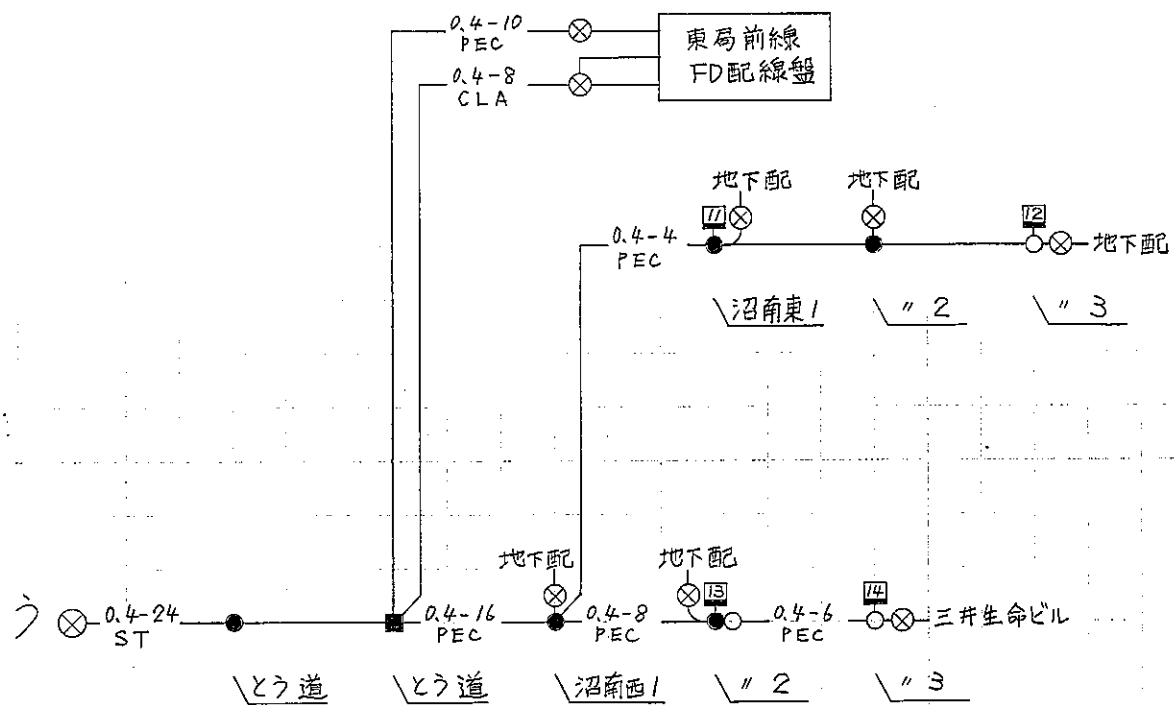 0.4-10
PEC
0.4-8
CLA
東局前線
FD配線盤
地下配
地下配
11
12
0.4-4
PEC
地下配
沼南東1
〃2
〃3
地下配
地下配
13
14
う
0.4-24
ST
0.4-16
PEC
0.4-8
PEC
0.4-6
PEC
三井生命ビル
とう道
とう道
沼南西1
〃2
〃3